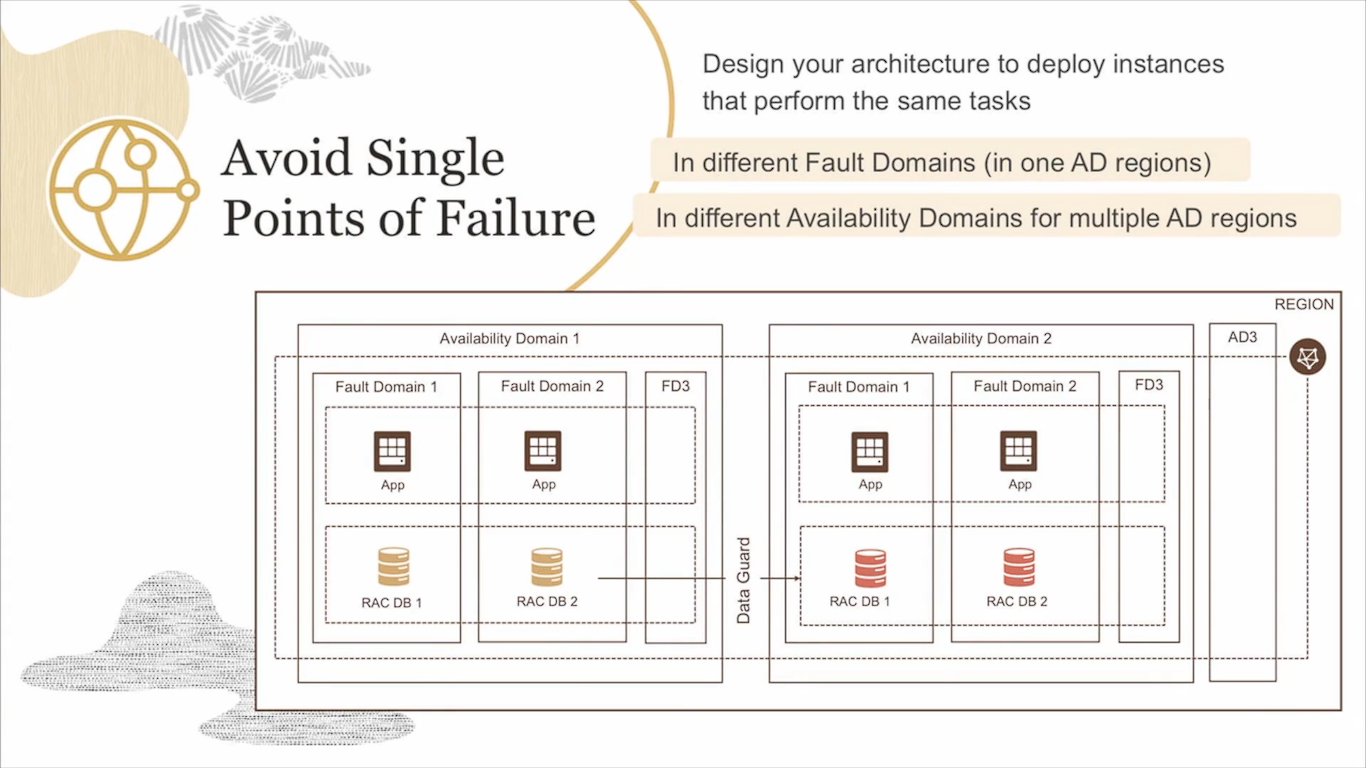 Avoid Single
Points of Failure
Design your architecture to deploy instances
that perform the same tasks
In different Fault Domains (in one AD regions)
In different Availability Domains for multiple AD regions
REGION
Availability Domain 1
Fault Domain 1
Fault Domain 2
FD3
App
App
RAC DB 1
RAC DB 2
Data Guard
Availability Domain 2
Fault Domain 1
Fault Domain 2
FD3
App
App
RAC DB 1
RAC DB 2
AD3